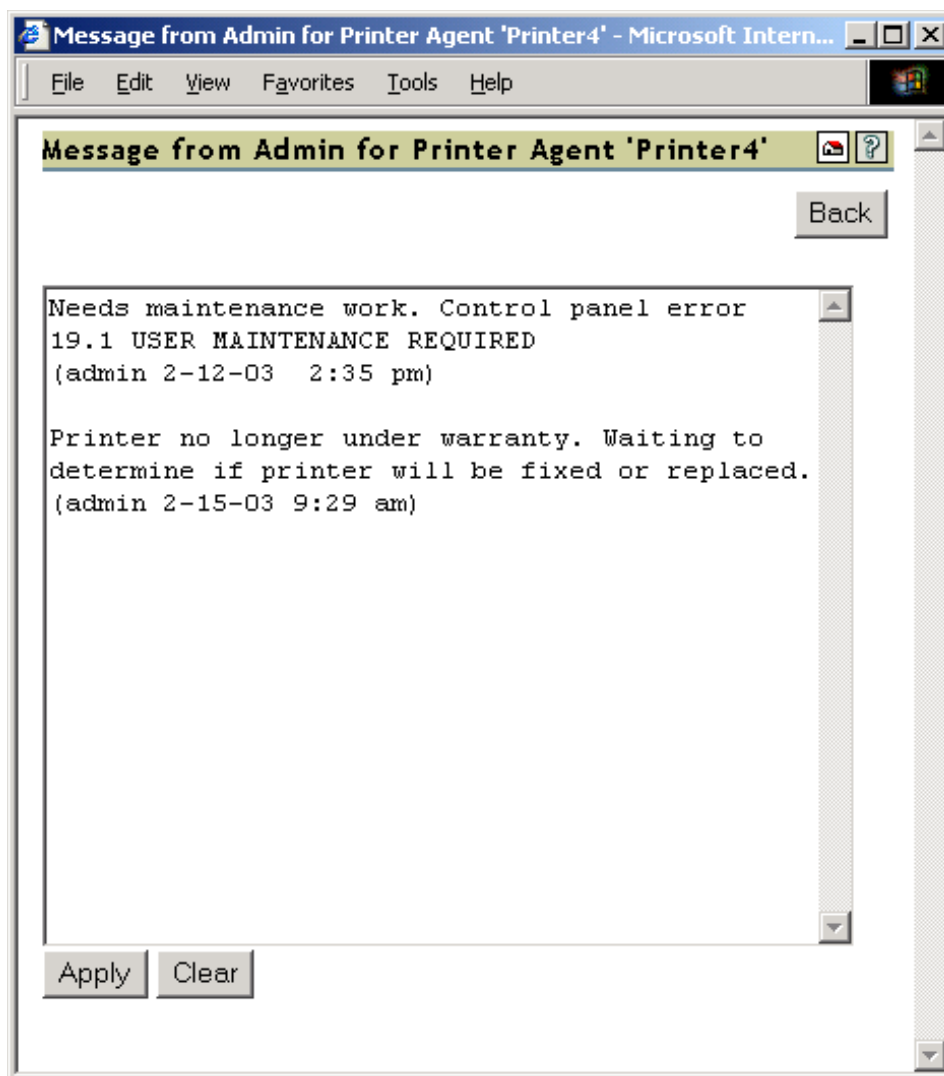 Message from Admin for Printer Agent 'Printer4' - Microsoft Intern...
File Edit View Favorites Tools Help
Message from Admin for Printer Agent 'Printer4'
?
Back
Needs maintenance work. Control panel error
19.1 USER MAINTENANCE REQUIRED
(admin 2-12-03  2:35 pm)
Printer no longer under warranty. Waiting to
determine if printer will be fixed or replaced.
(admin 2-15-03 9:29 am)
Apply Clear